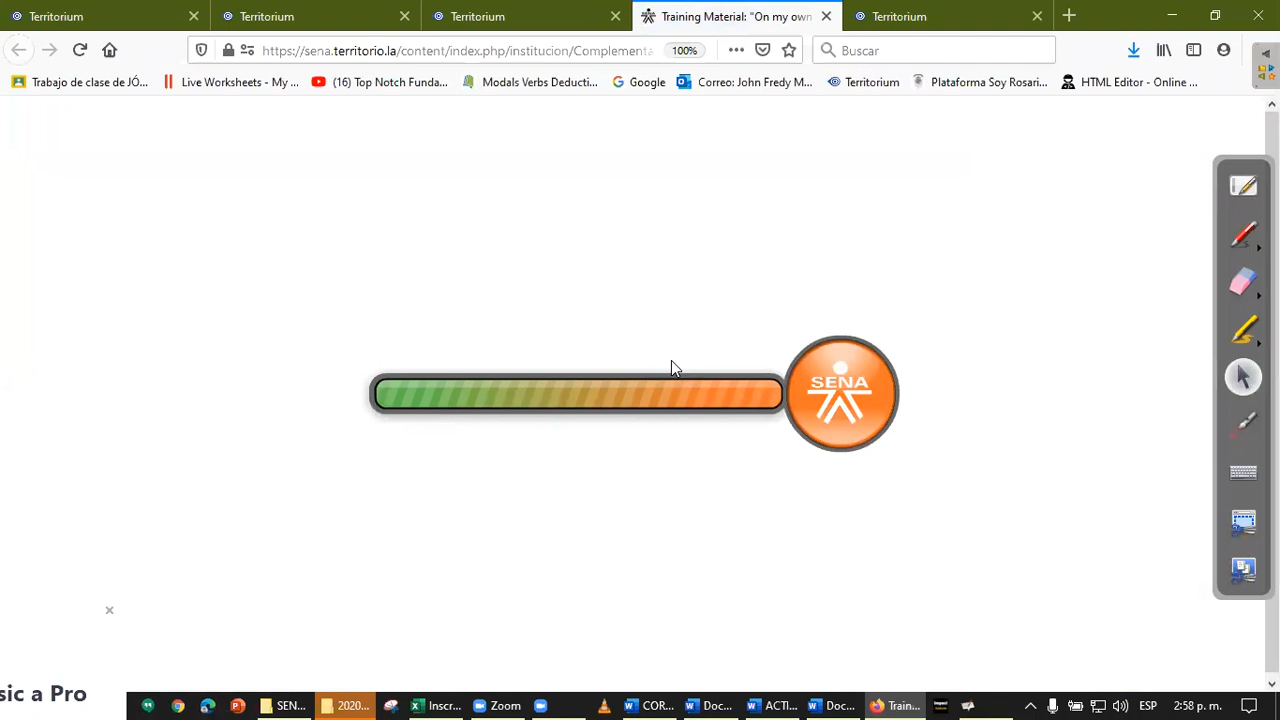 Territorium
Territorium
Territorium
Training Material: "On my own
Territorium
https://sena.territorio.la/content/index.php/institucion/Complementa
100%
Buscar
Trabajo de clase de JÓ...
Live Worksheets - My ...
(16) Top Notch Funda...
Modals Verbs Deducti...
Google
Correo: John Fredy M...
Territorium
Plataforma Soy Rosari...
HTML Editor - Online ...
SENA
sic a Pro
SEN...
2020...
Inscr...
Zoom
COR...
Doc...
ACTI...
Doc...
Train...
ESP
2:58 p. m.